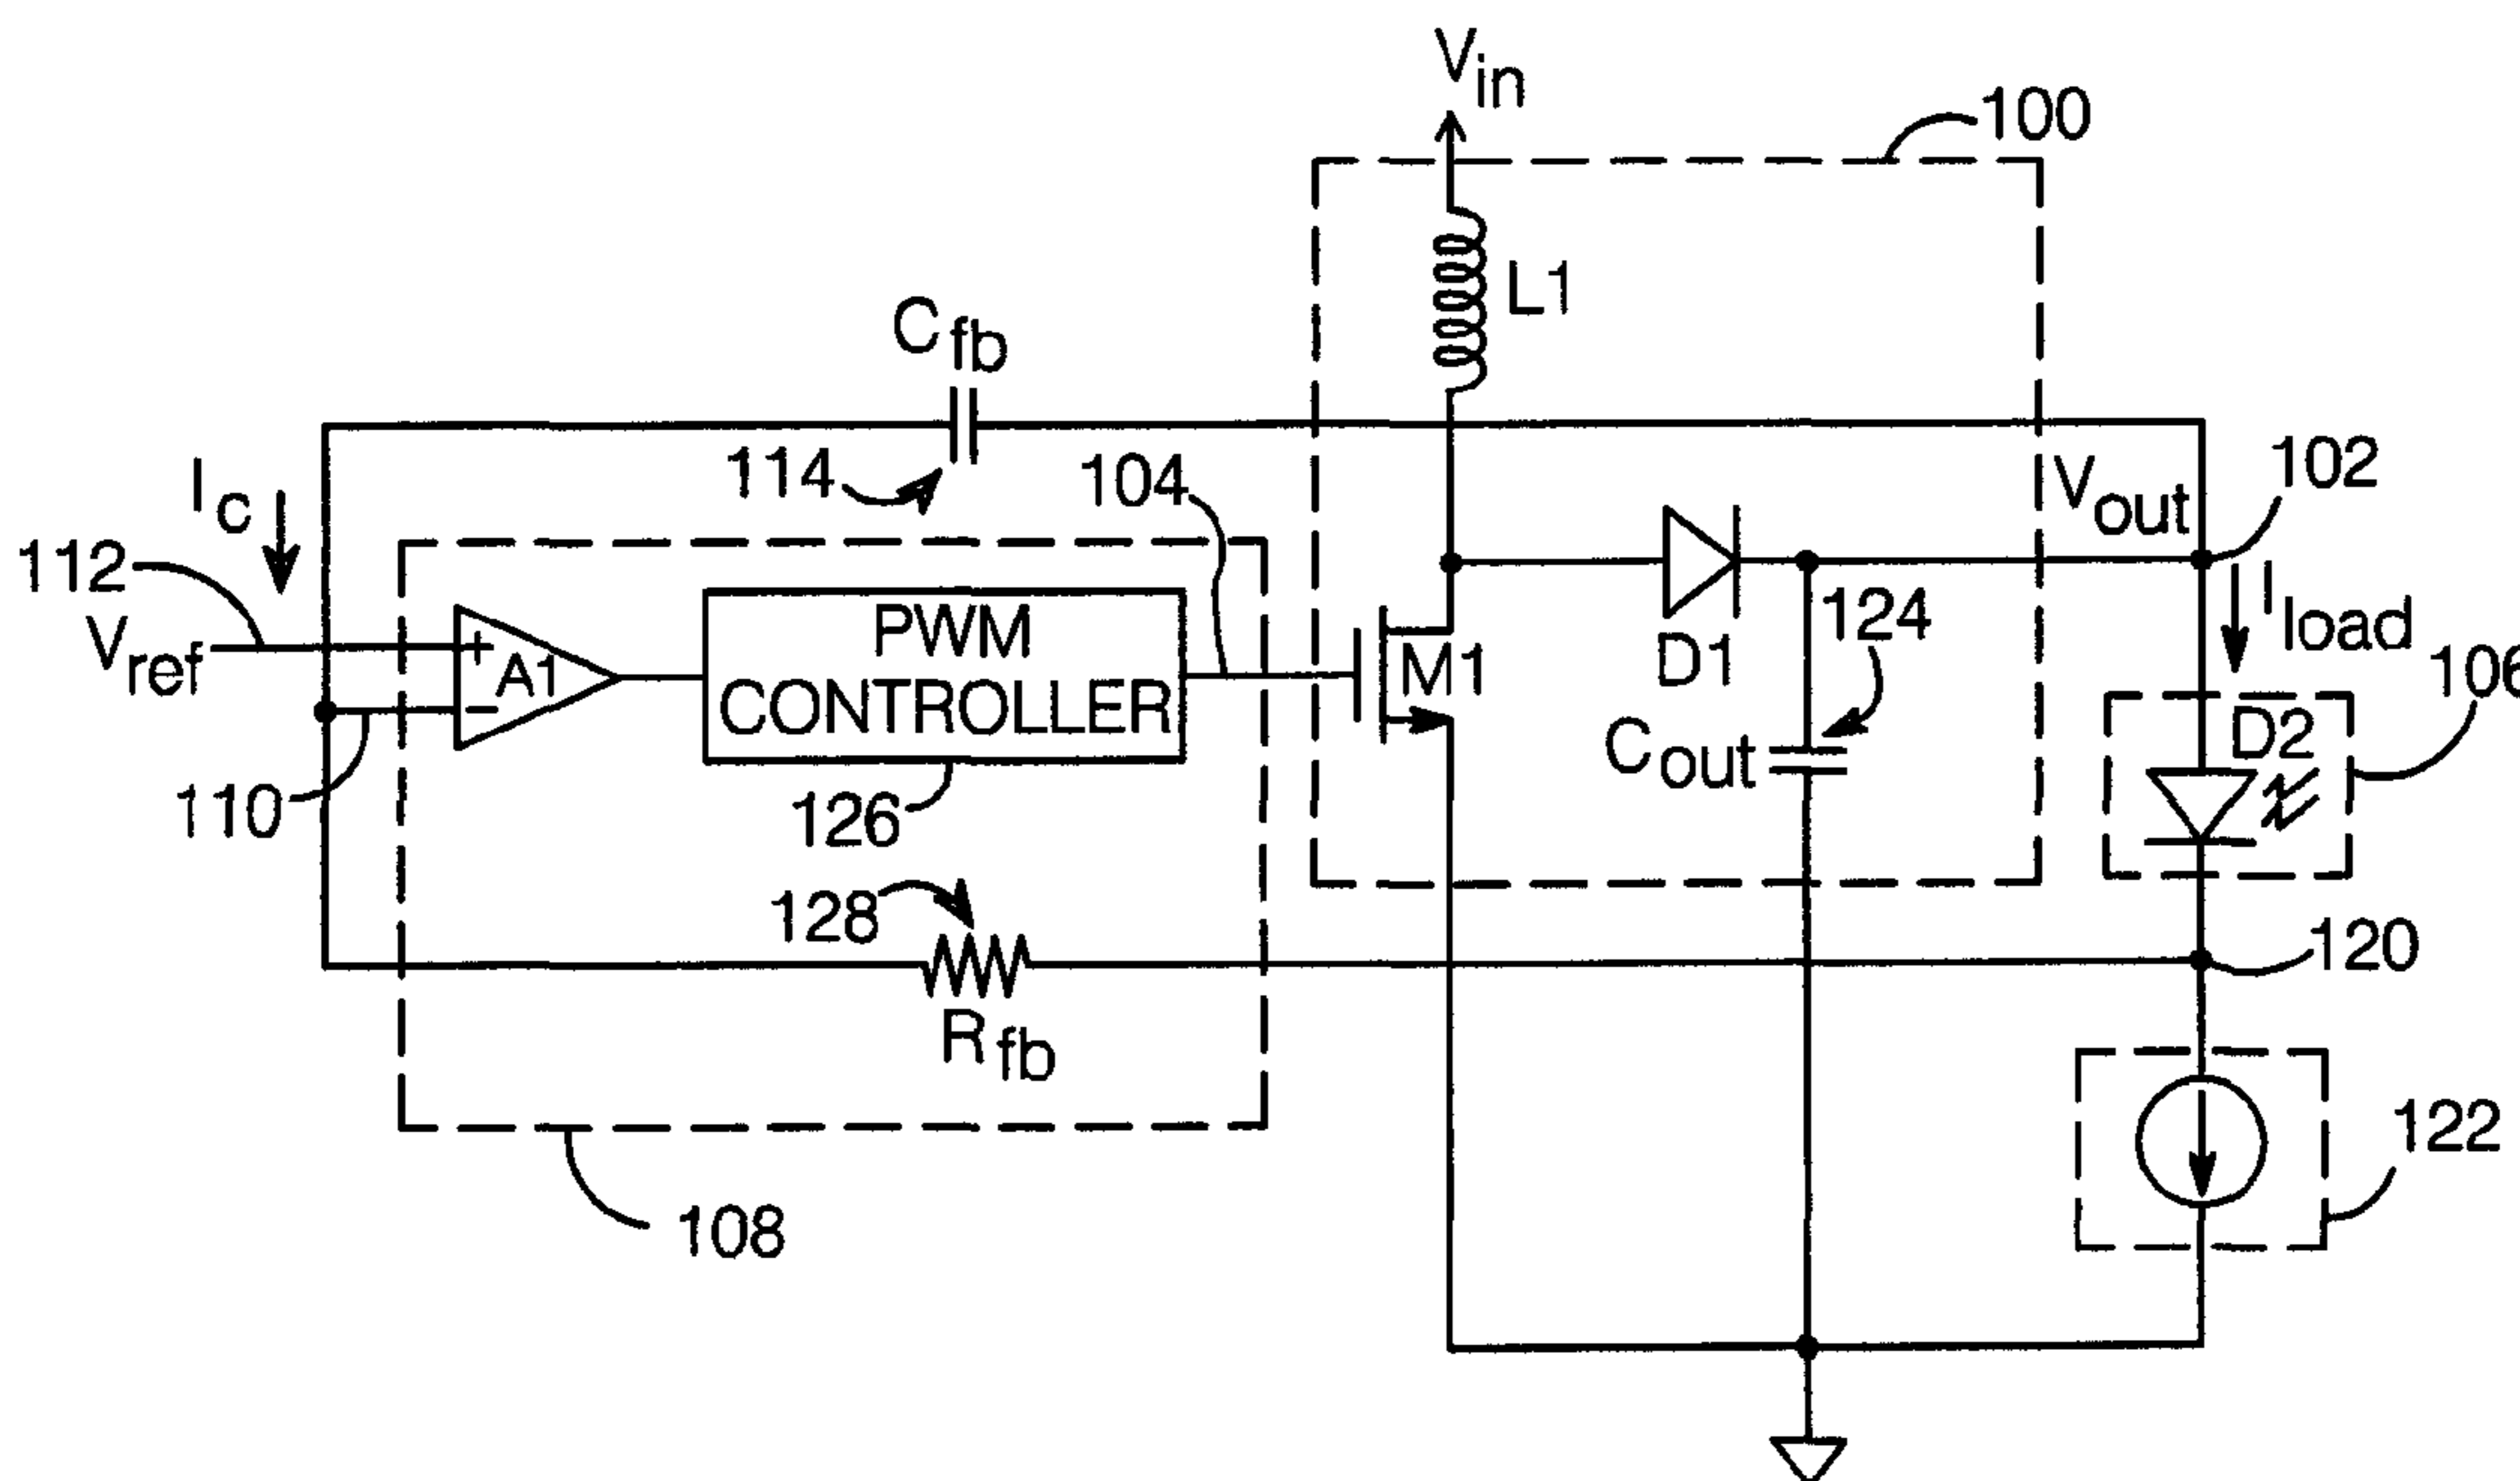 Vin
100
L1
Cfb
114
104
Ic
112
Vref
A1
+
−
110
PWM
CONTROLLER
126
128
Rfb
108
M1
D1
124
Cout
Vout
102
Iload
106
D2
120
122